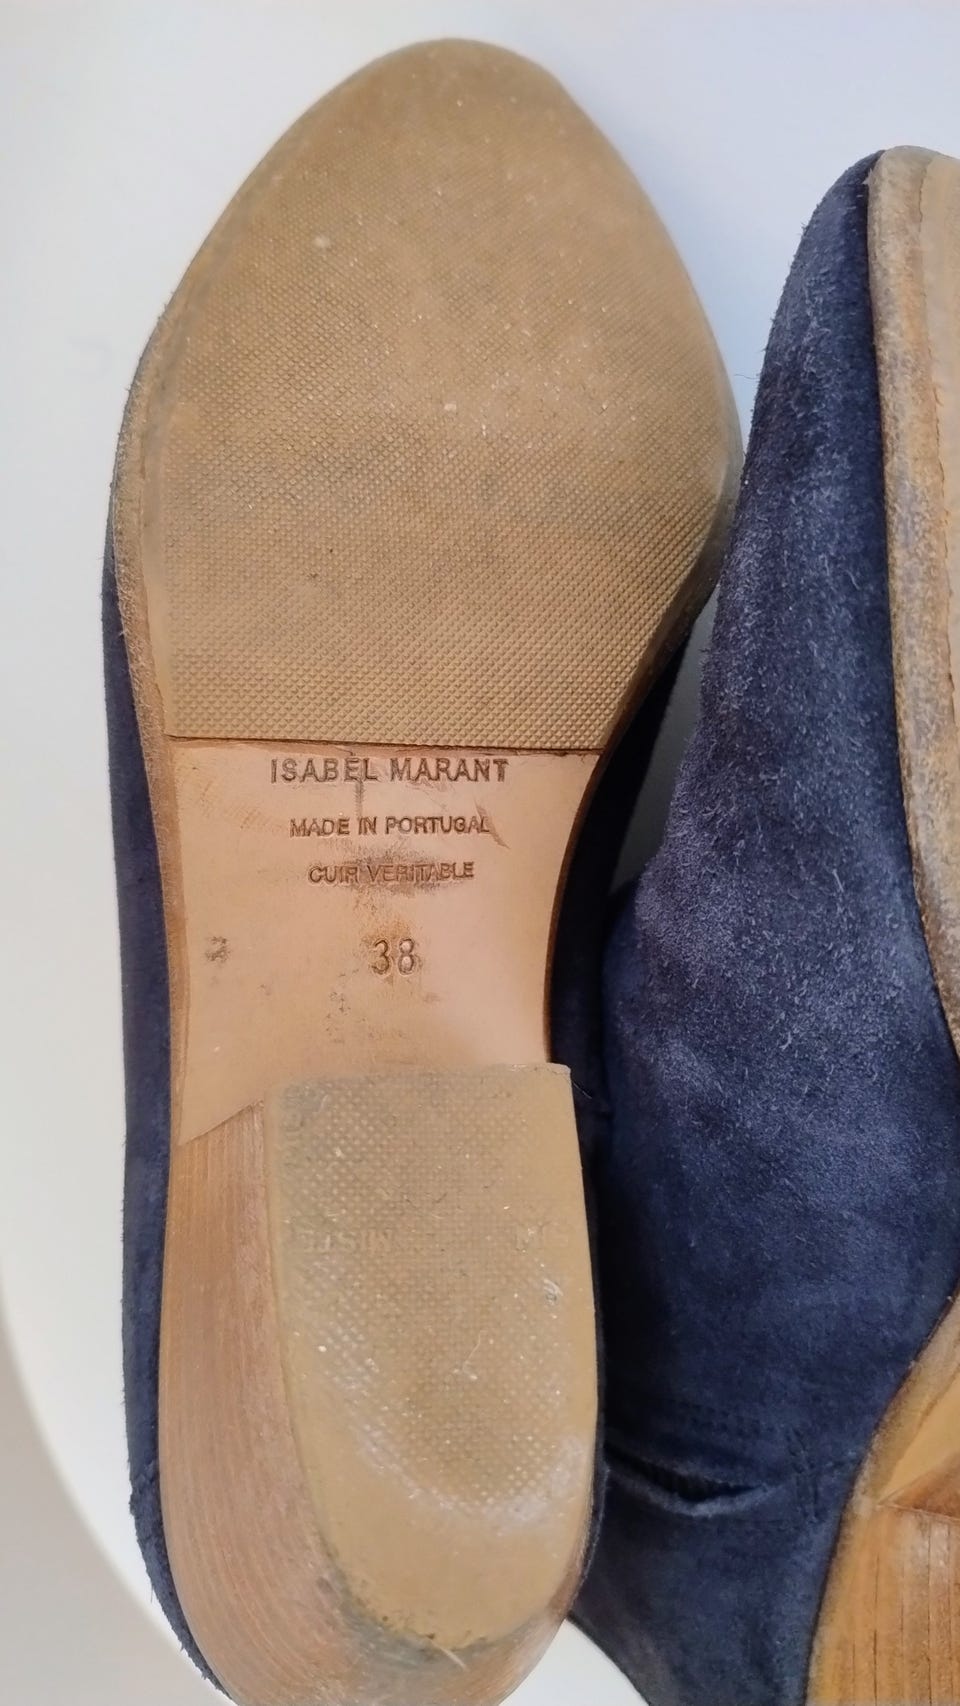 ISABEL MARANT
MADE IN PORTUGAL
CUIR VERITABLE
38